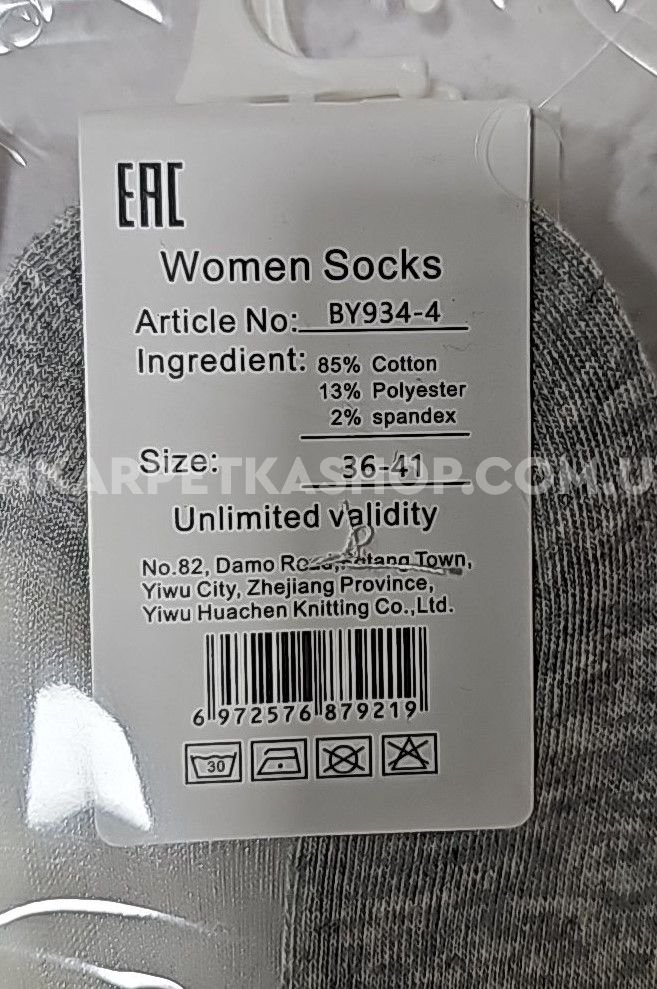 EAC
Women Socks
Article No: BY934-4
Ingredient: 85% Cotton
13% Polyester
2% spandex
Size: 36-41
KARPETKASHOP.COM.U
Unlimited validity
No.82, Damo Town,
Yiwu City, Zhejiang Province,
Yiwu Huachen Knitting Co.,Ltd.
6 972576 879219
30